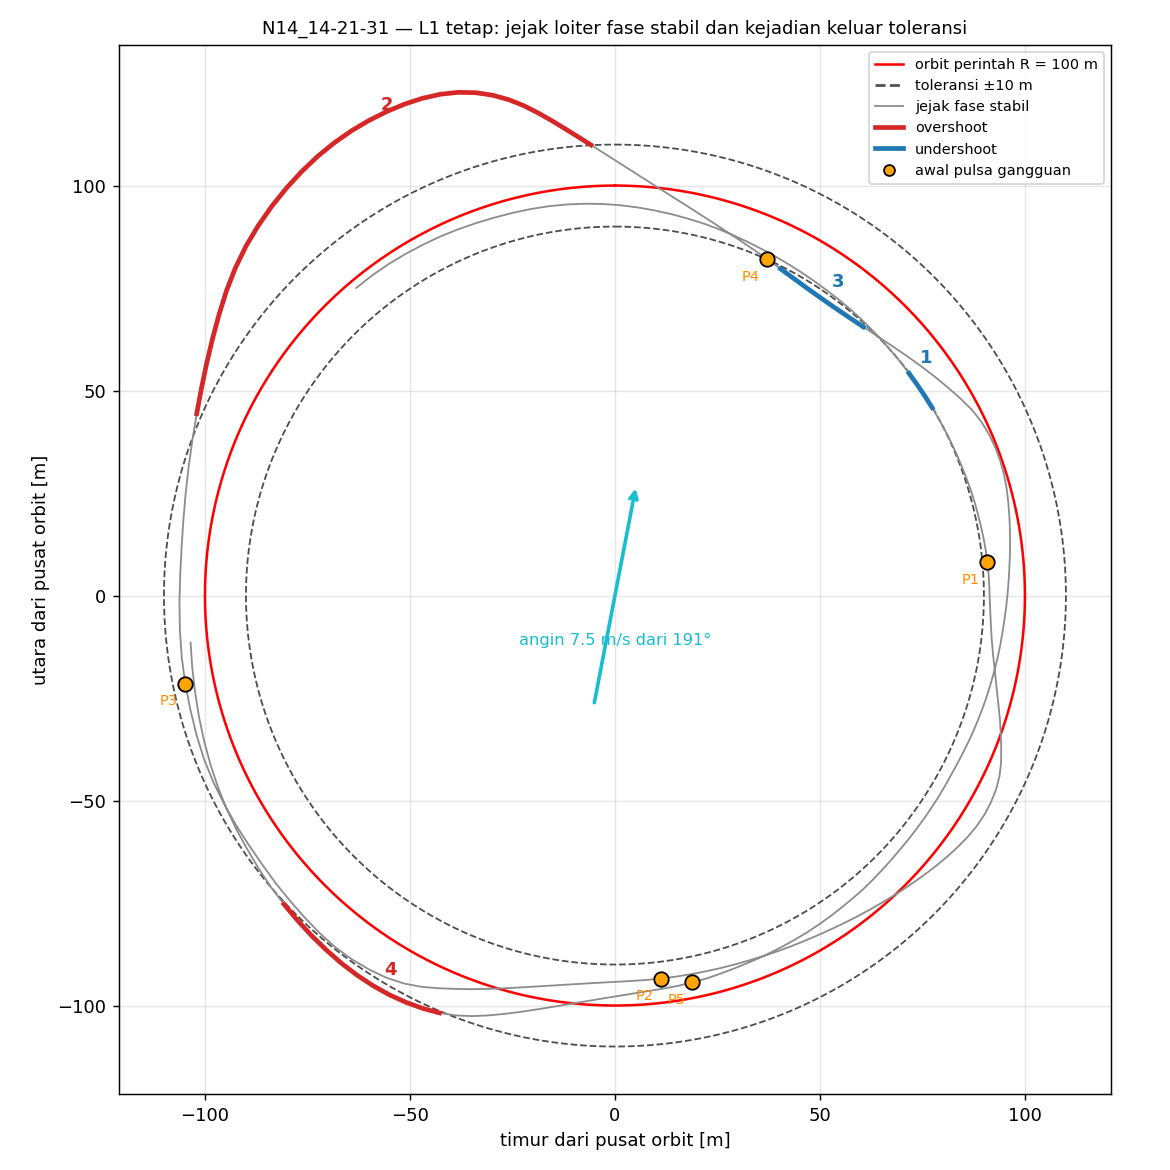 N14_14-21-31 — L1 tetap: jejak loiter fase stabil dan kejadian keluar toleransi
orbit perintah R = 100 m
toleransi ±10 m
jejak fase stabil
overshoot
undershoot
awal pulsa gangguan
2
P4
3
1
P1
angin 7.5 m/s dari 191°
P3
4
P2
P5
100
50
0
−50
−100
−100
−50
0
50
100
utara dari pusat orbit [m]
timur dari pusat orbit [m]